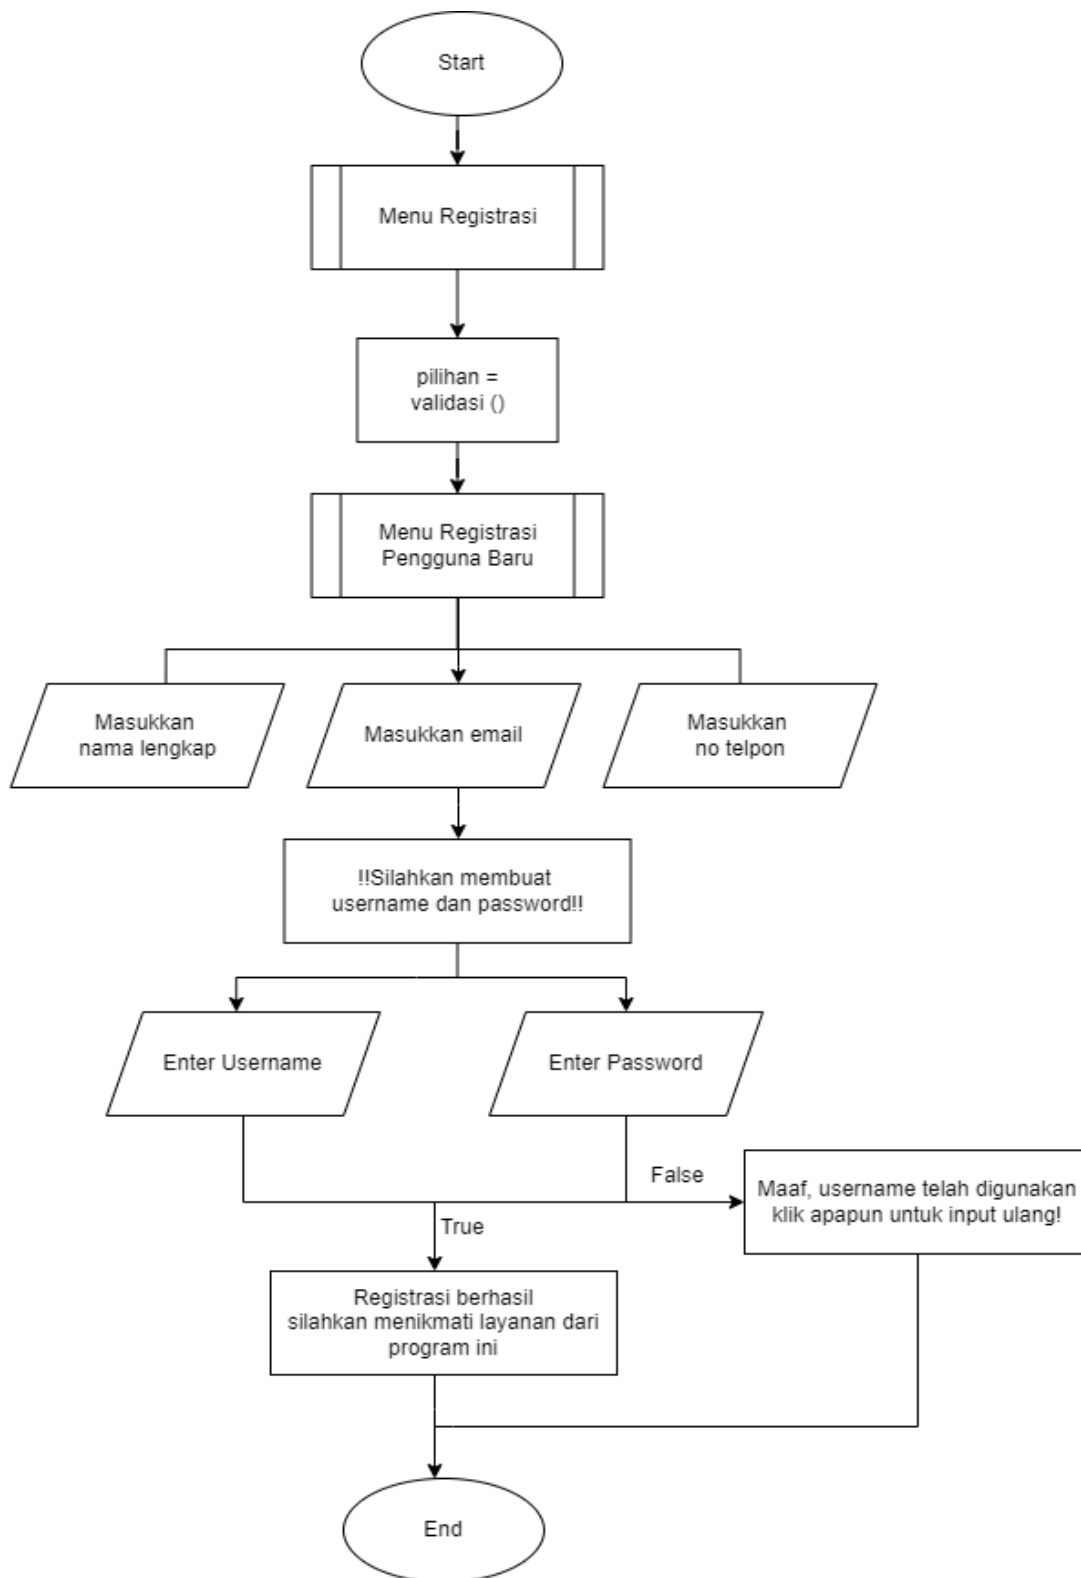 Start
Menu Registrasi
pilihan =
validasi ()
Menu Registrasi
Pengguna Baru
Masukkan
nama lengkap
Masukkan email
Masukkan
no telpon
!!Silahkan membuat
username dan password!!
Enter Username
Enter Password
False
Maaf, username telah digunakan
klik apapun untuk input ulang!
True
Registrasi berhasil
silahkan menikmati layanan dari
program ini
End